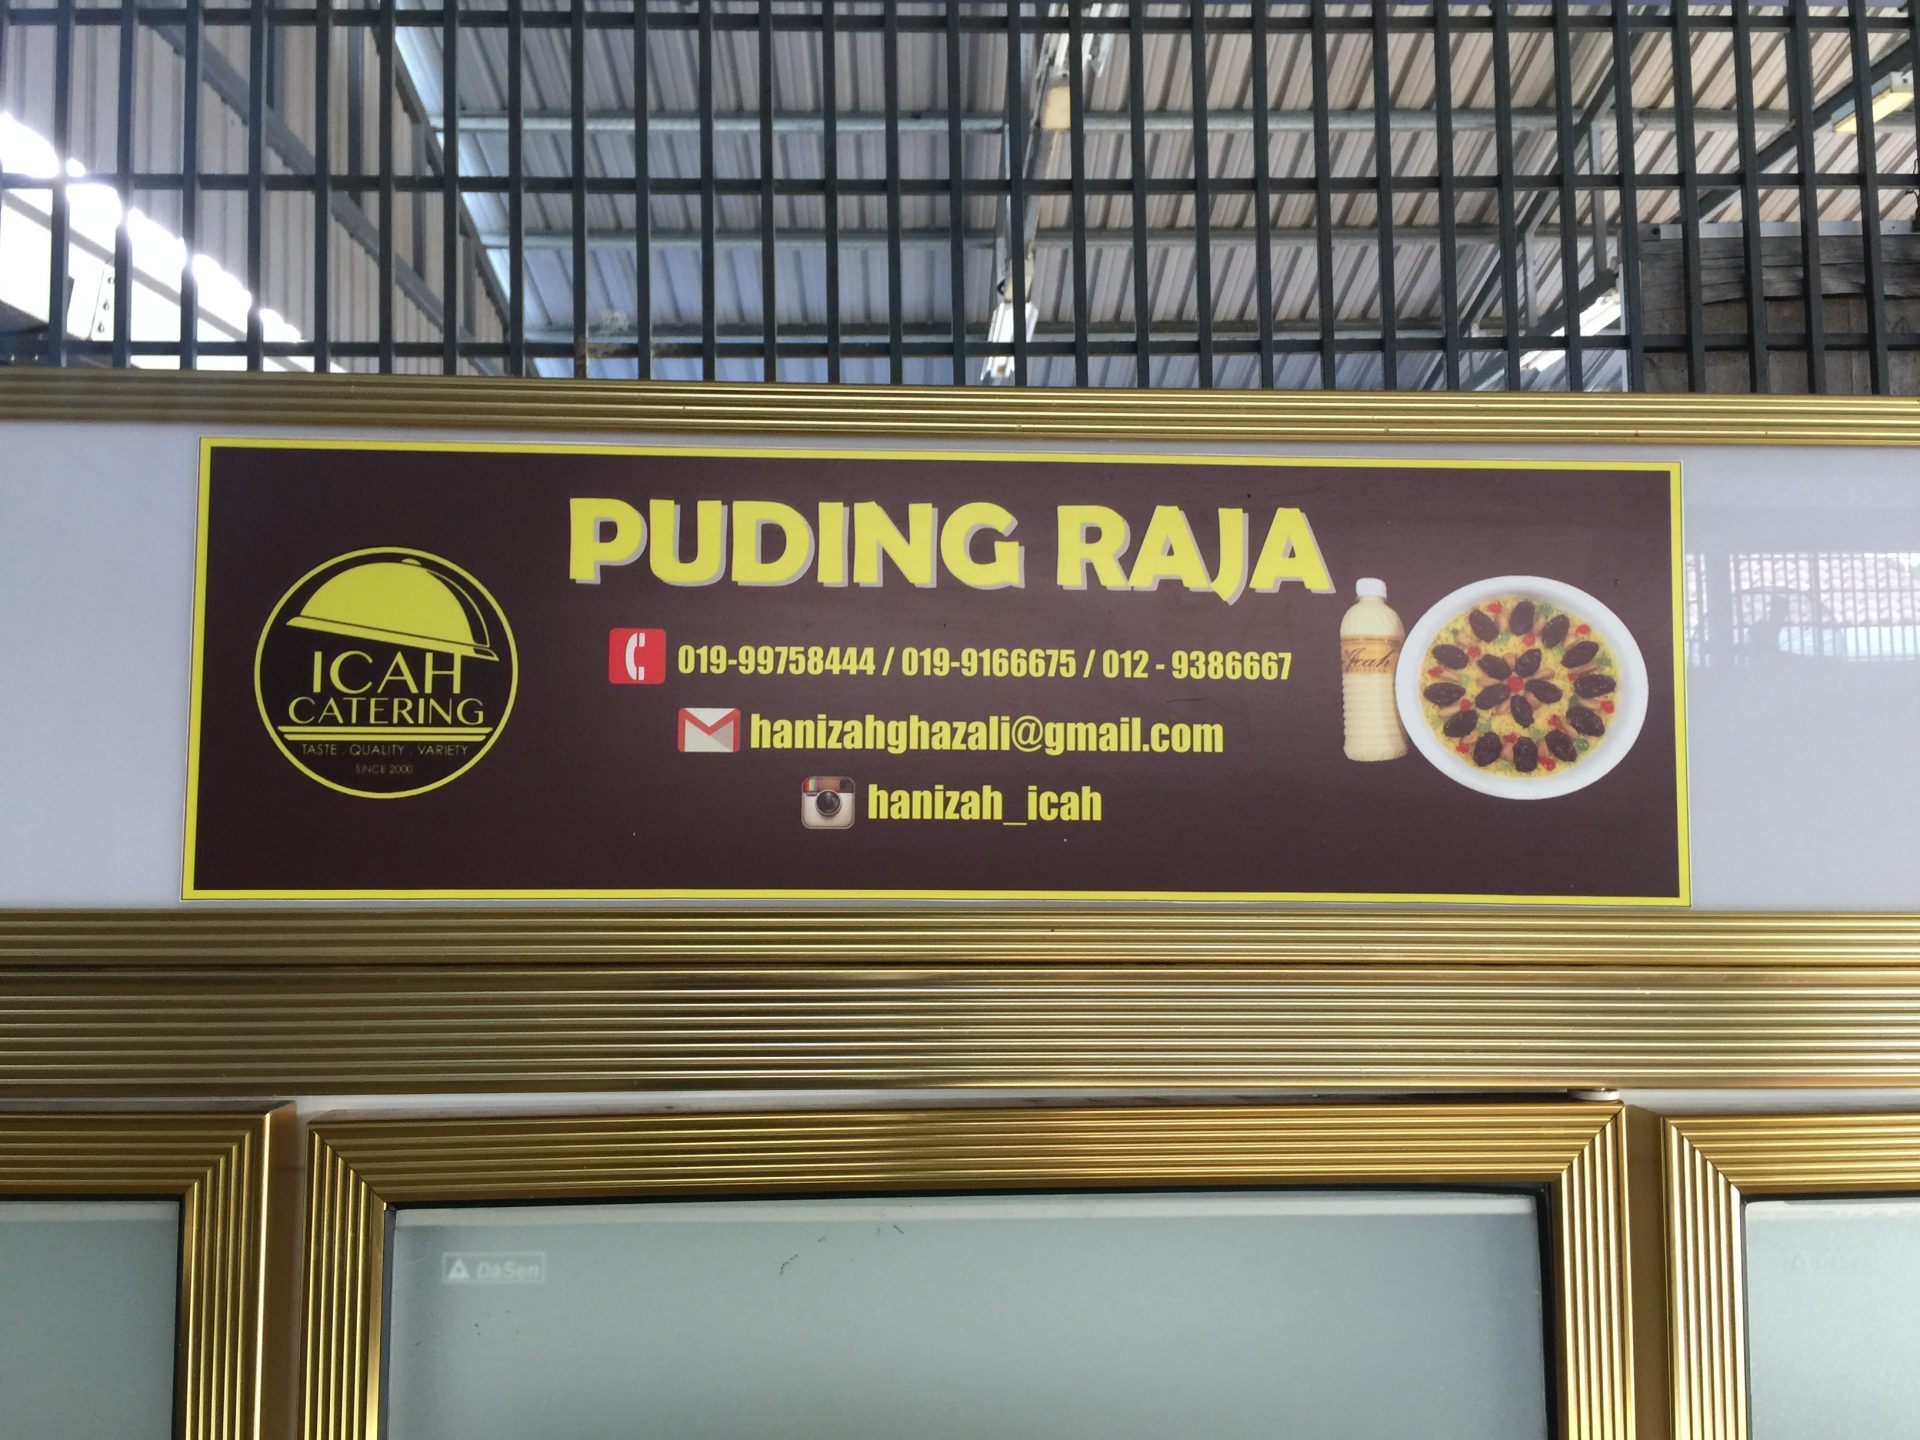 PUDING RAJA
ICAH
CATERING
TASTE . QUALITY . VARIETY
SINCE 2000
019-99758444 / 019-9166675 / 012 - 9386667
hanizahghazali@gmail.com
hanizah_icah
Icah
DaSen